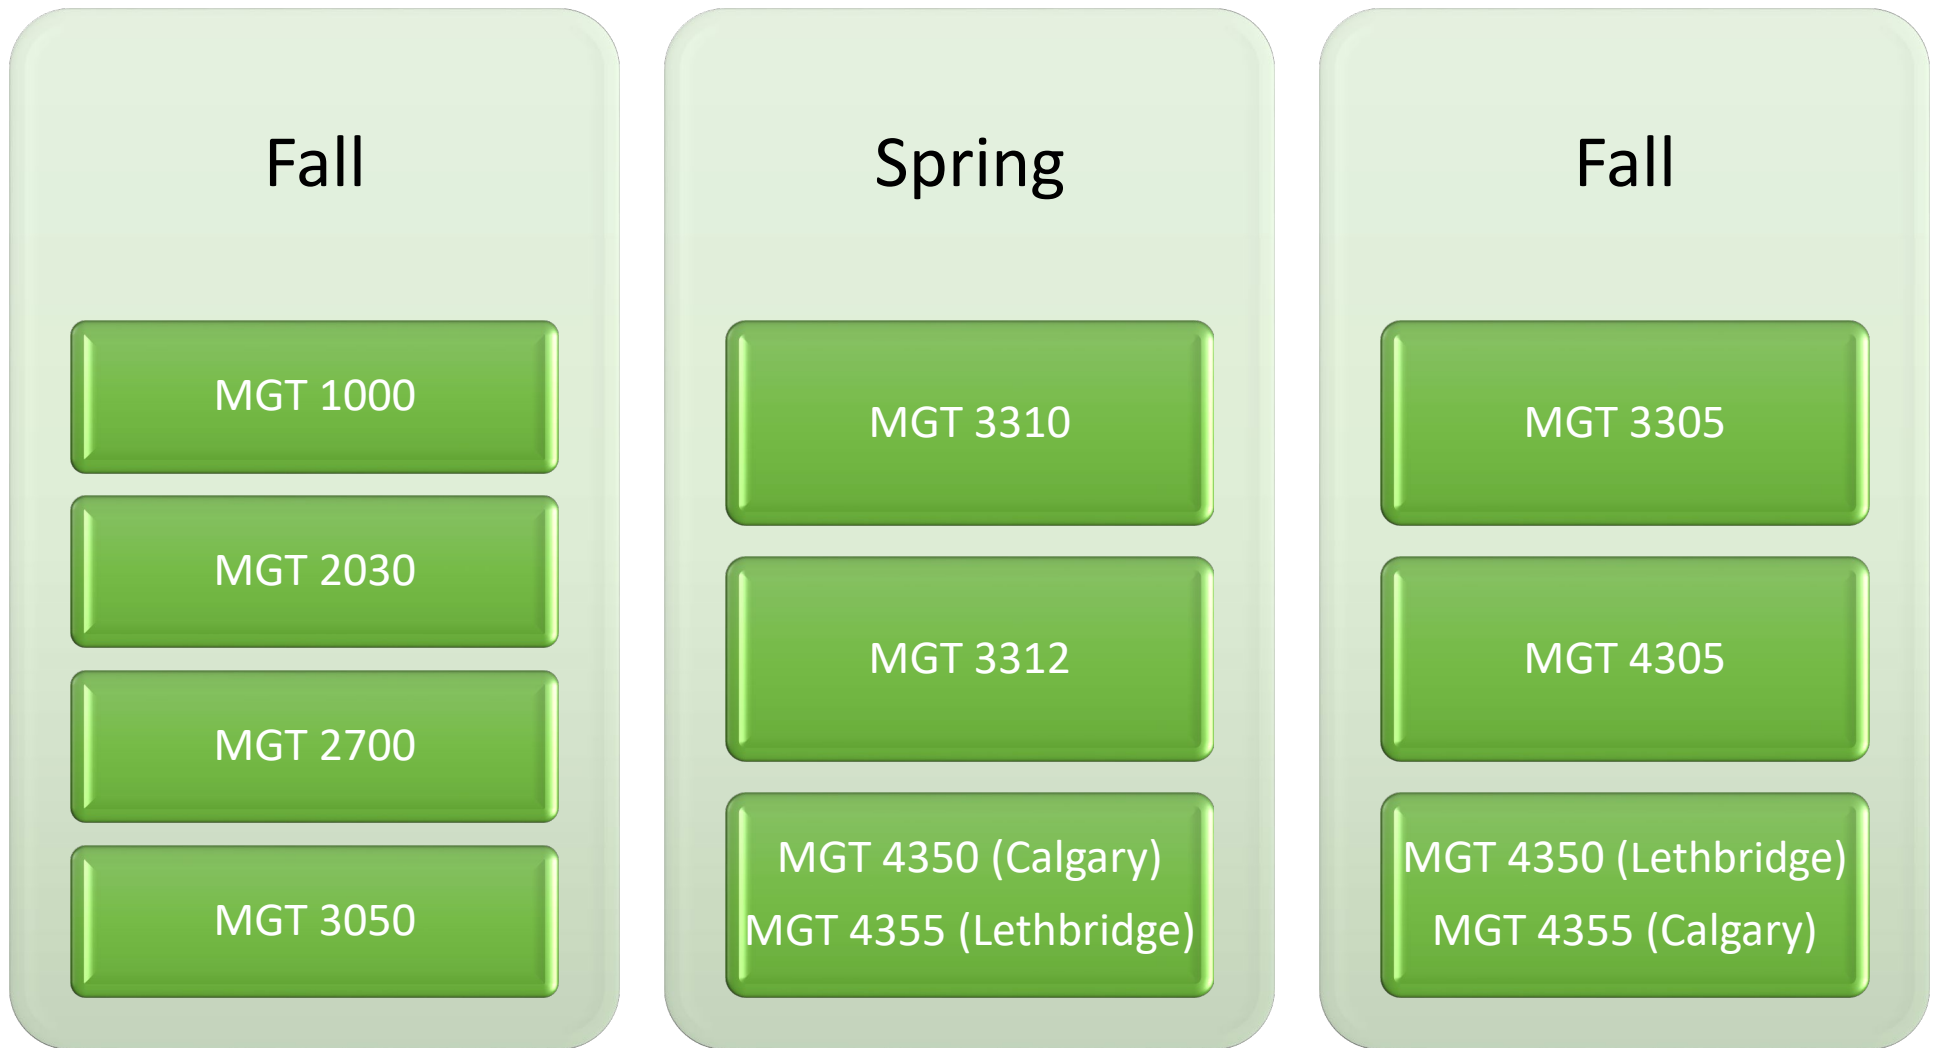 Fall
MGT 1000
MGT 2030
MGT 2700
MGT 3050
Spring
MGT 3310
MGT 3312
MGT 4350 (Calgary)
MGT 4355 (Lethbridge)
Fall
MGT 3305
MGT 4305
MGT 4350 (Lethbridge)
MGT 4355 (Calgary)